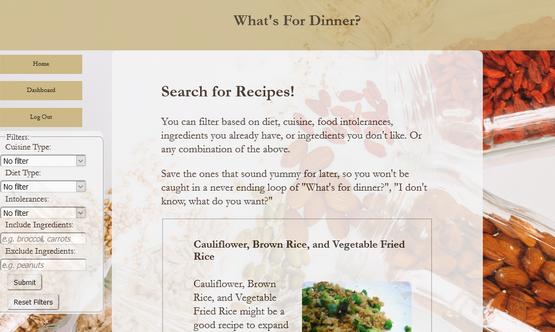 What's For Dinner?
Home
Dashboard
Log Out
Filters:
Cuisine Type:
No filter
Diet Type:
No filter
Intolerances:
No filter
Include Ingredients:
e.g. broccoli, carrots
Exclude Ingredients:
e.g. peanuts
Submit
Reset Filters
Search for Recipes!
You can filter based on diet, cuisine, food intolerances,
ingredients you already have, or ingredients you don't like. Or
any combination of the above.
Save the ones that sound yummy for later, so you won't be
caught in a never ending loop of "What's for dinner?", "I don't
know, what do you want?"
Cauliflower, Brown Rice, and Vegetable Fried
Rice
Cauliflower, Brown
Rice, and Vegetable
Fried Rice might be a
good recipe to expand